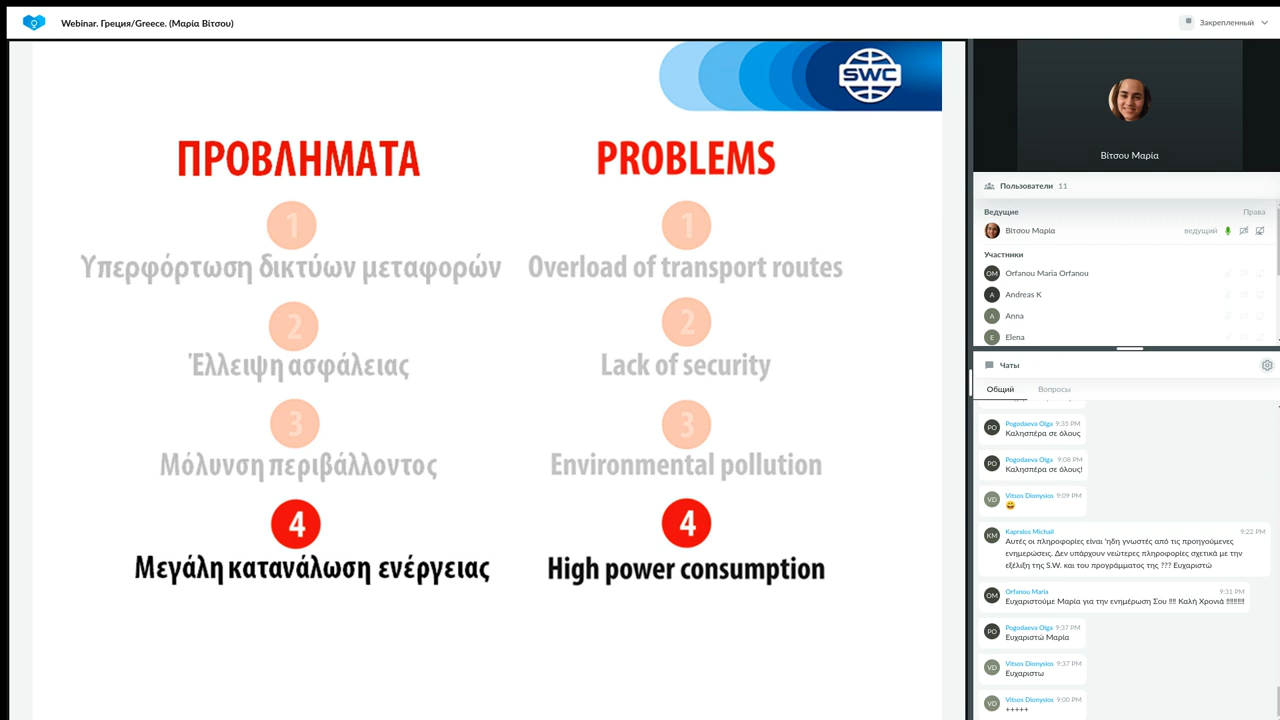 Webinar. Греция/Greece. (Μαρία Βίτσου)
Закрепленный
SWC
ΠΡΟΒΛΗΜΑΤΑ
1
Υπερφόρτωση δικτύων μεταφορών
2
Έλλειψη ασφάλειας
3
Μόλυνση περιβάλλοντος
4
Μεγάλη κατανάλωση ενέργειας
PROBLEMS
1
Overload of transport routes
2
Lack of security
3
Environmental pollution
4
High power consumption
Βίτσου Μαρία
Пользователи 11
Ведущие Права
Βίτσου Μαρία ведущий
Участники
OM Orfanou Maria Orfanou
A Andreas K
A Anna
E Elena
Чаты
Общий Вопросы
PO Pogodaeva Olga 9:35 PM
Καλησπέρα σε όλους
PO Pogodaeva Olga 9:08 PM
Καλησπέρα σε όλους!
VD Vitsos Dionysios 9:09 PM
😄
KM Kapralos Michail 9:22 PM
Αυτές οι πληροφορίες είναι 'ηδη γνωστές από τις προηγούμενες
ενημερώσεις. Δεν υπάρχουν νεώτερες πληροφορίες σχετικά με την
εξέλιξη της S.W. και του προγράμματος της ??? Ευχαριστώ
OM Orfanou Maria 9:31 PM
Ευχαριστούμε Μαρία για την ενημέρωση Σου !!!! Καλή Χρονιά !!!!!!!!!
PO Pogodaeva Olga 9:37 PM
Ευχαριστώ Μαρία
VD Vitsos Dionysios 9:37 PM
Ευχαριστω
VD Vitsos Dionysios 9:00 PM
+++++